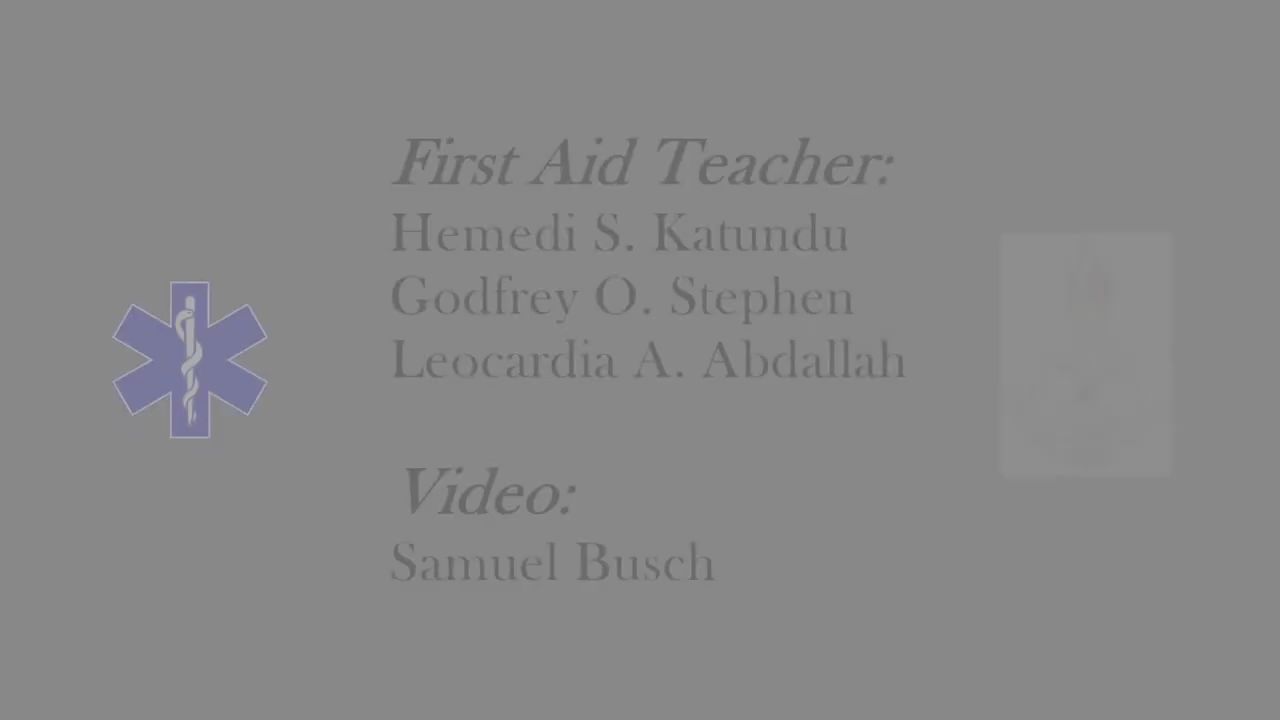 First Aid Teacher:
Hemedi S. Katundu
Godfrey O. Stephen
Leocardia A. Abdallah
Video:
Samuel Busch